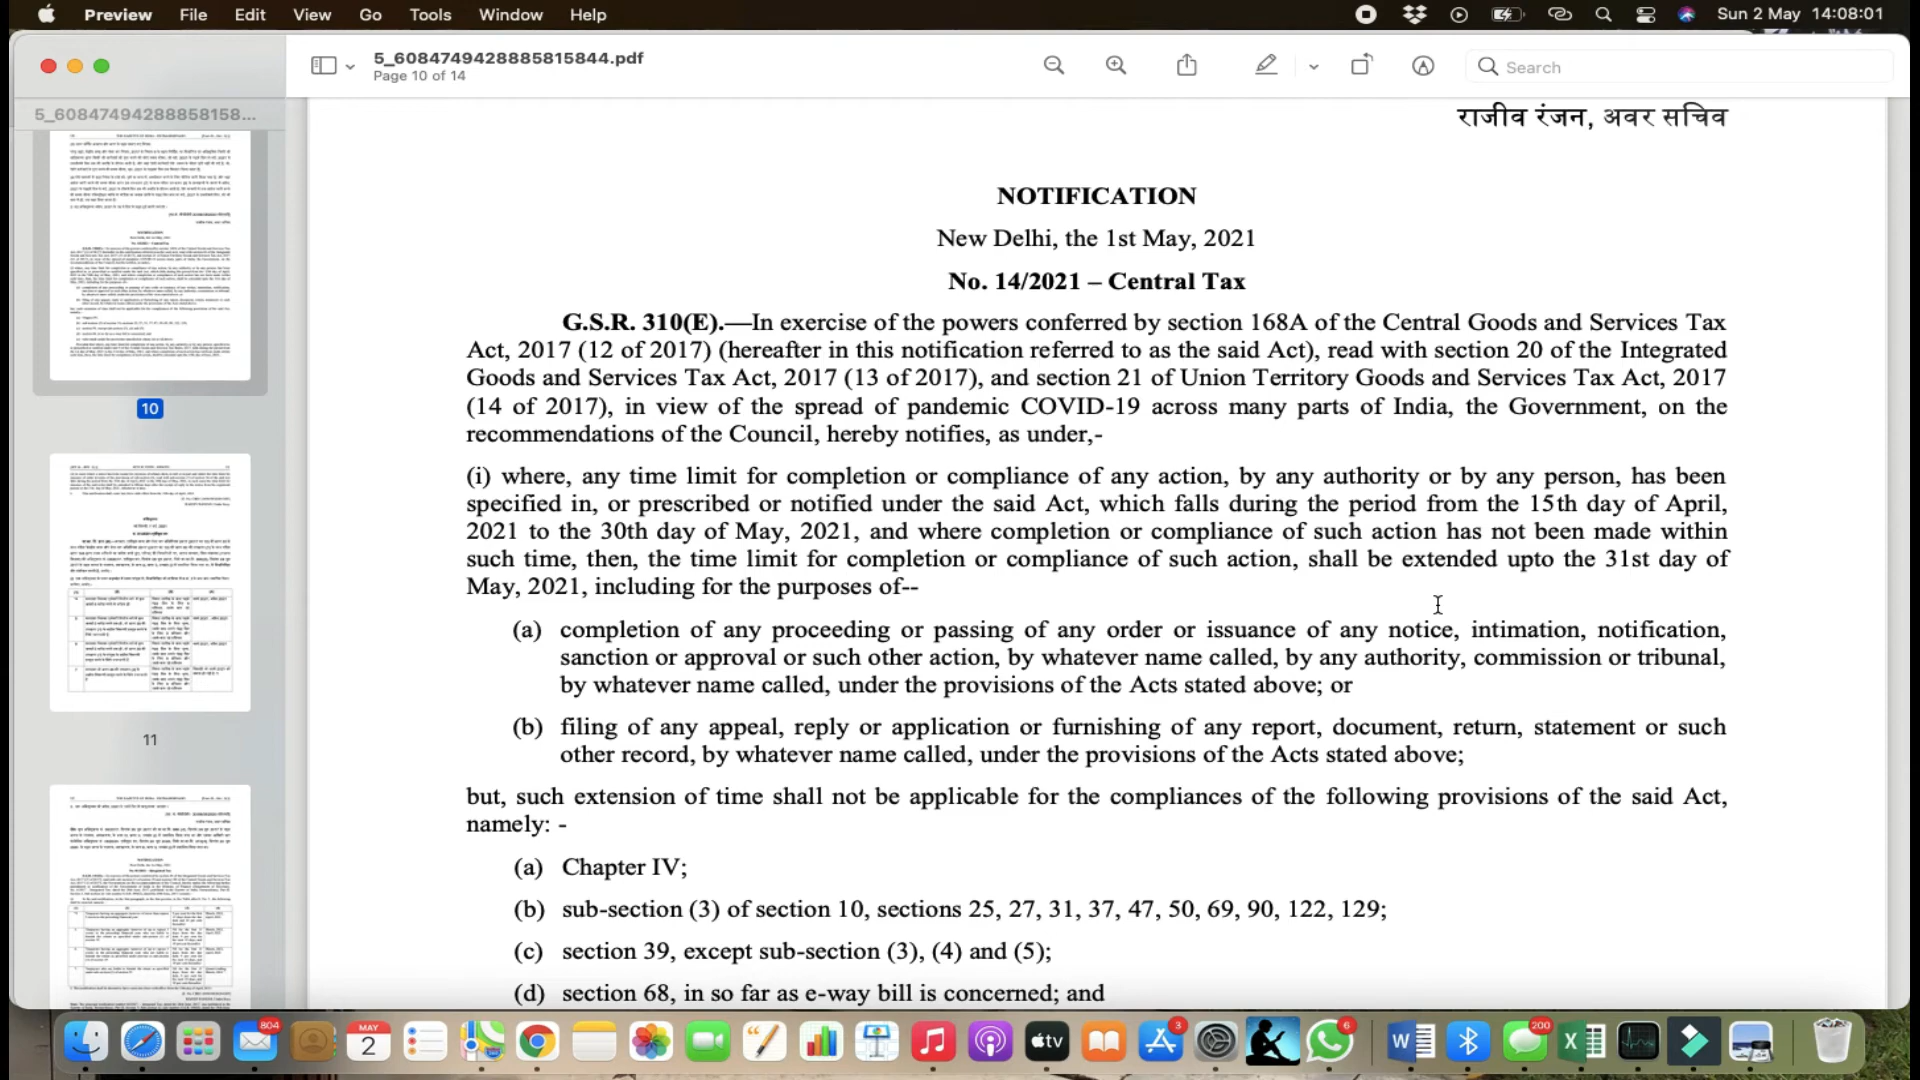 Preview File Edit View Go Tools Window Help Sun 2 May 14:08:01
5_6084749428885815844.pdf
Page 10 of 14
Search
5_60847494288858158...
10
11
राजीव रंजन, अवर सचिव
NOTIFICATION
New Delhi, the 1st May, 2021
No. 14/2021 – Central Tax
G.S.R. 310(E).—In exercise of the powers conferred by section 168A of the Central Goods and Services Tax
Act, 2017 (12 of 2017) (hereafter in this notification referred to as the said Act), read with section 20 of the Integrated
Goods and Services Tax Act, 2017 (13 of 2017), and section 21 of Union Territory Goods and Services Tax Act, 2017
(14 of 2017), in view of the spread of pandemic COVID-19 across many parts of India, the Government, on the
recommendations of the Council, hereby notifies, as under,-
(i) where, any time limit for completion or compliance of any action, by any authority or by any person, has been
specified in, or prescribed or notified under the said Act, which falls during the period from the 15th day of April,
2021 to the 30th day of May, 2021, and where completion or compliance of such action has not been made within
such time, then, the time limit for completion or compliance of such action, shall be extended upto the 31st day of
May, 2021, including for the purposes of--
(a) completion of any proceeding or passing of any order or issuance of any notice, intimation, notification,
sanction or approval or such other action, by whatever name called, by any authority, commission or tribunal,
by whatever name called, under the provisions of the Acts stated above; or
(b) filing of any appeal, reply or application or furnishing of any report, document, return, statement or such
other record, by whatever name called, under the provisions of the Acts stated above;
but, such extension of time shall not be applicable for the compliances of the following provisions of the said Act,
namely: -
(a) Chapter IV;
(b) sub-section (3) of section 10, sections 25, 27, 31, 37, 47, 50, 69, 90, 122, 129;
(c) section 39, except sub-section (3), (4) and (5);
(d) section 68, in so far as e-way bill is concerned; and
804
MAY
2
tv
3
6
W
200
X